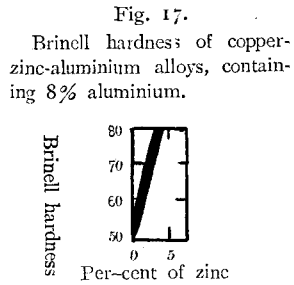 Fig. 17.
Brinell hardness of copper-
zinc-aluminium alloys, contain-
ing 8% aluminium.
Brinell hardness
80
70
60
50
0 5
Per-cent of zinc